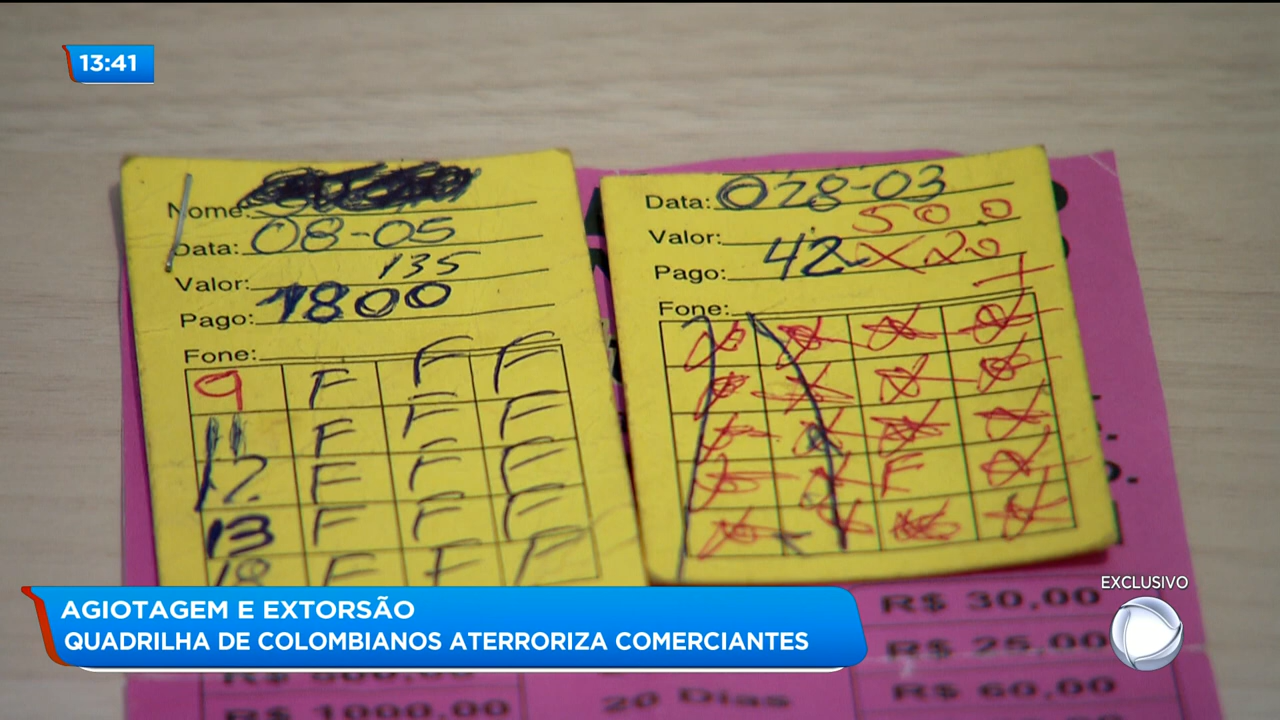 13:41
Nome:
Data: 08-05
Valor: 135
Pago: 1800
Fone:
9 F F F
11 F F F
12 F F F
13 F F F
F F F
Data: 028-03
Valor: 500
Pago: 42 X 20
Fone:
F
EXCLUSIVO
AGIOTAGEM E EXTORSÃO
QUADRILHA DE COLOMBIANOS ATERRORIZA COMERCIANTES
R$ 30,00
R$ 25,00
R$ 1000,00 20 Dias R$ 60,00